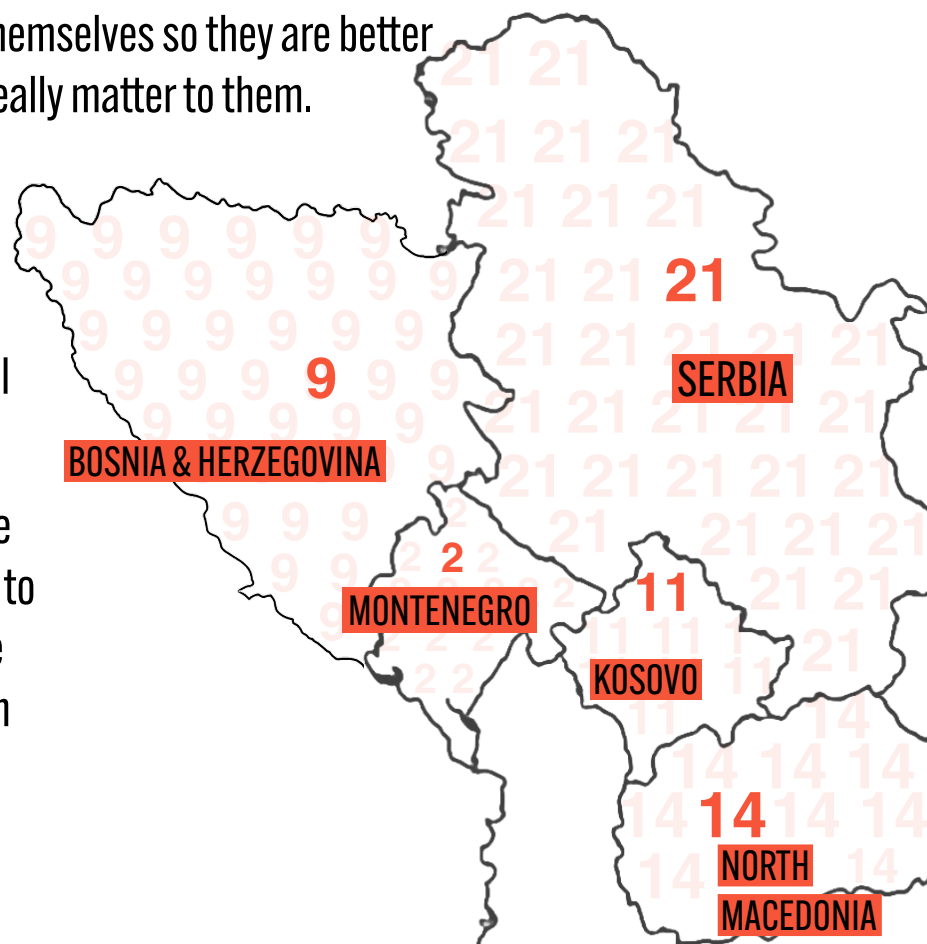 hemselves so they are better
eally matter to them.
l
e
to
e
n
21
SERBIA
9
BOSNIA & HERZEGOVINA
2
MONTENEGRO
11
KOSOVO
14
NORTH
MACEDONIA